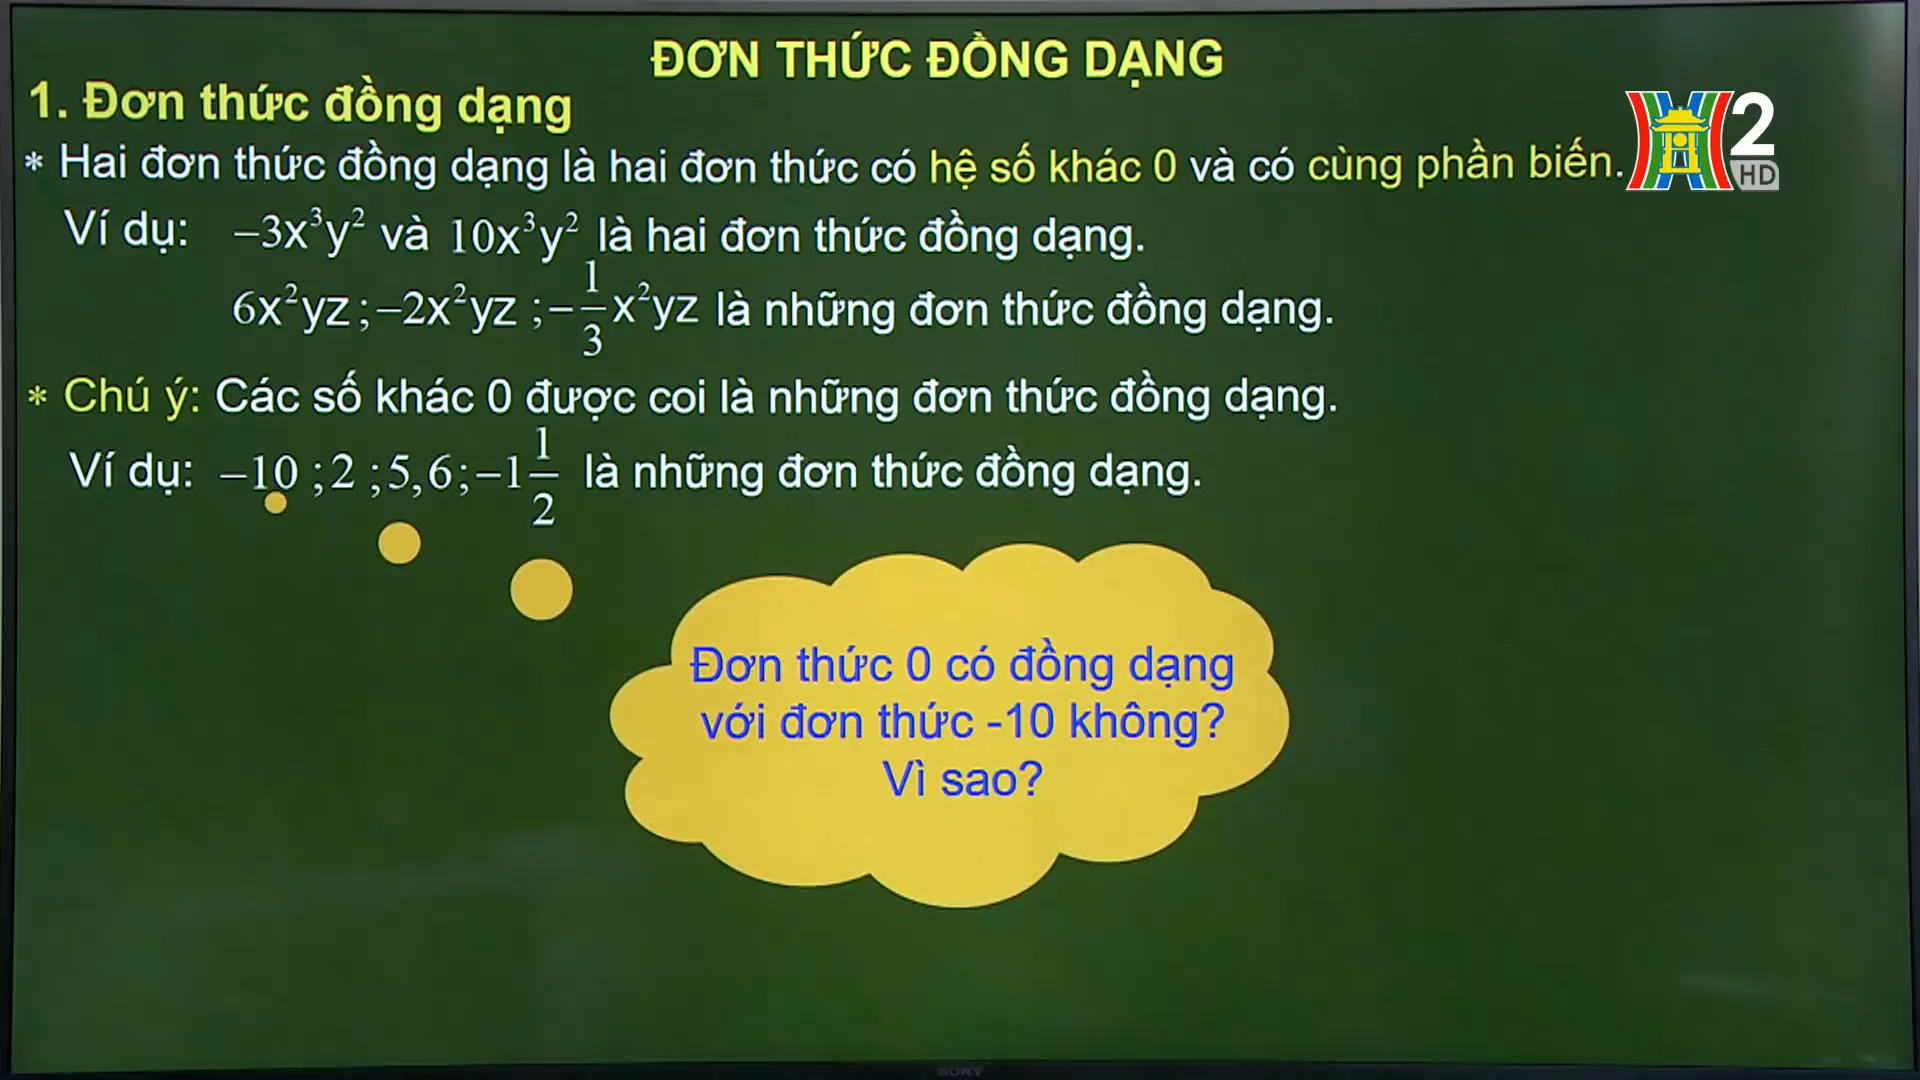 ĐƠN THỨC ĐỒNG DẠNG
1. Đơn thức đồng dạng
* Hai đơn thức đồng dạng là hai đơn thức có hệ số khác 0 và có cùng phần biến.
2
HD
Ví dụ: −3x³y² và 10x³y² là hai đơn thức đồng dạng.
6x²yz ; −2x²yz ; −1/3 x²yz là những đơn thức đồng dạng.
* Chú ý: Các số khác 0 được coi là những đơn thức đồng dạng.
Ví dụ: −10 ; 2 ; 5,6 ; −1 1/2 là những đơn thức đồng dạng.
Đơn thức 0 có đồng dạng
với đơn thức -10 không?
Vì sao?
SONY